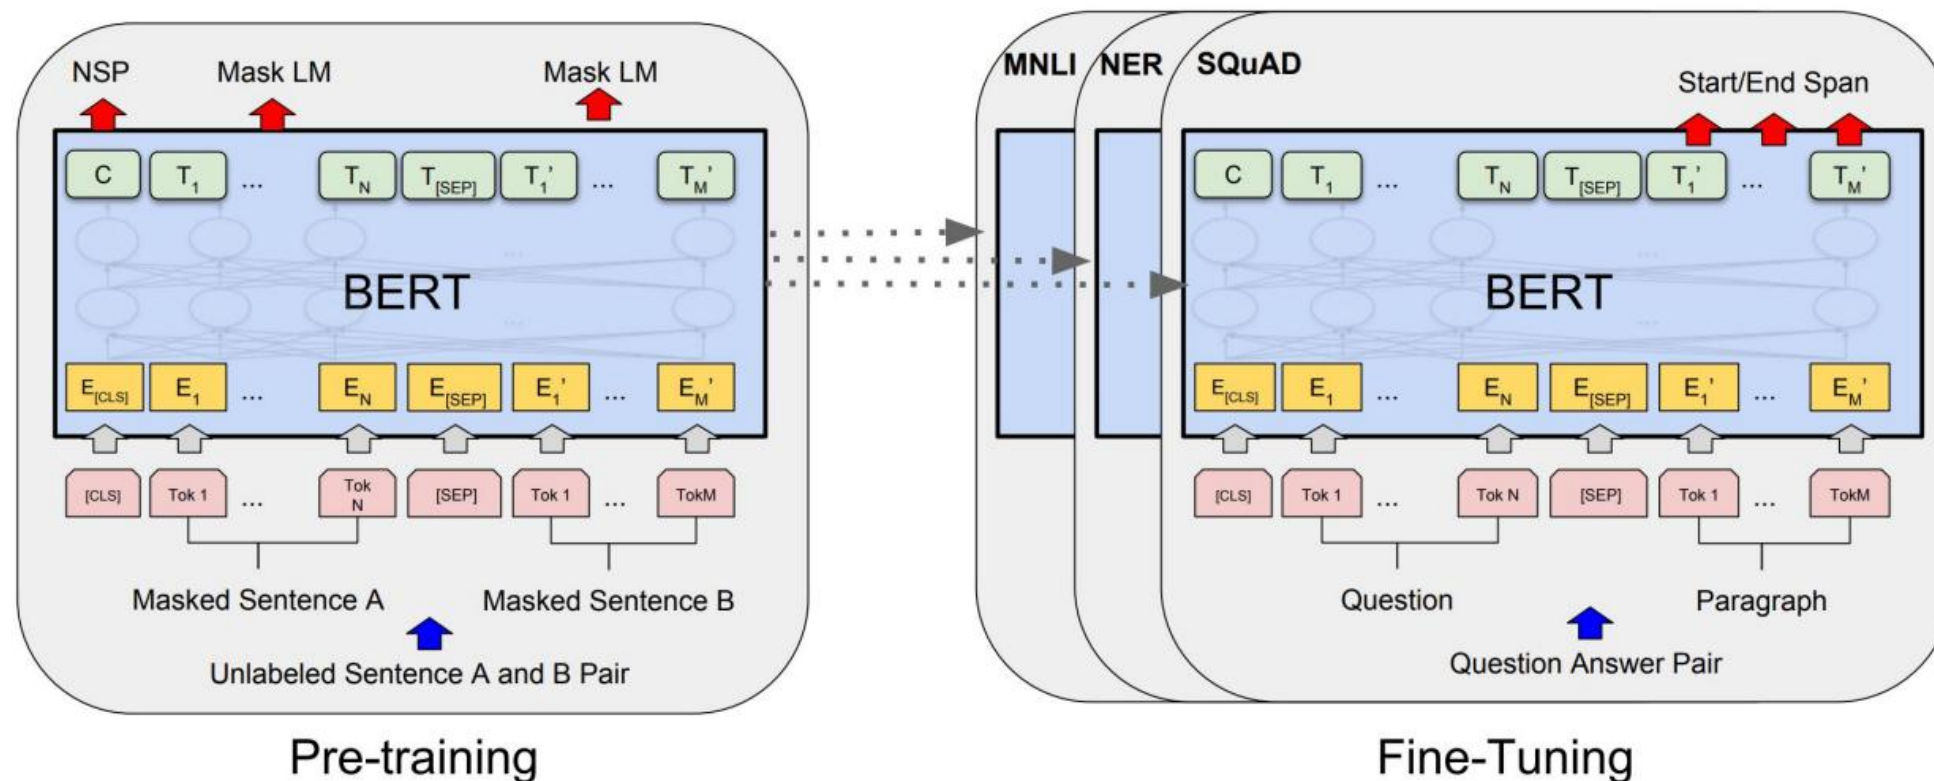 NSP Mask LM Mask LM
C T1 ... TN T[SEP] T1' ... TM'
...
BERT
...
E[CLS] E1 ... EN E[SEP] E1' ... EM'
[CLS] Tok 1 ... Tok N [SEP] Tok 1 ... TokM
Masked Sentence A Masked Sentence B
Unlabeled Sentence A and B Pair
Pre-training
MNLI NER SQuAD
Start/End Span
C T1 ... TN T[SEP] T1' ... TM'
...
BERT
...
E[CLS] E1 ... EN E[SEP] E1' ... EM'
[CLS] Tok 1 ... Tok N [SEP] Tok 1 ... TokM
Question Paragraph
Question Answer Pair
Fine-Tuning